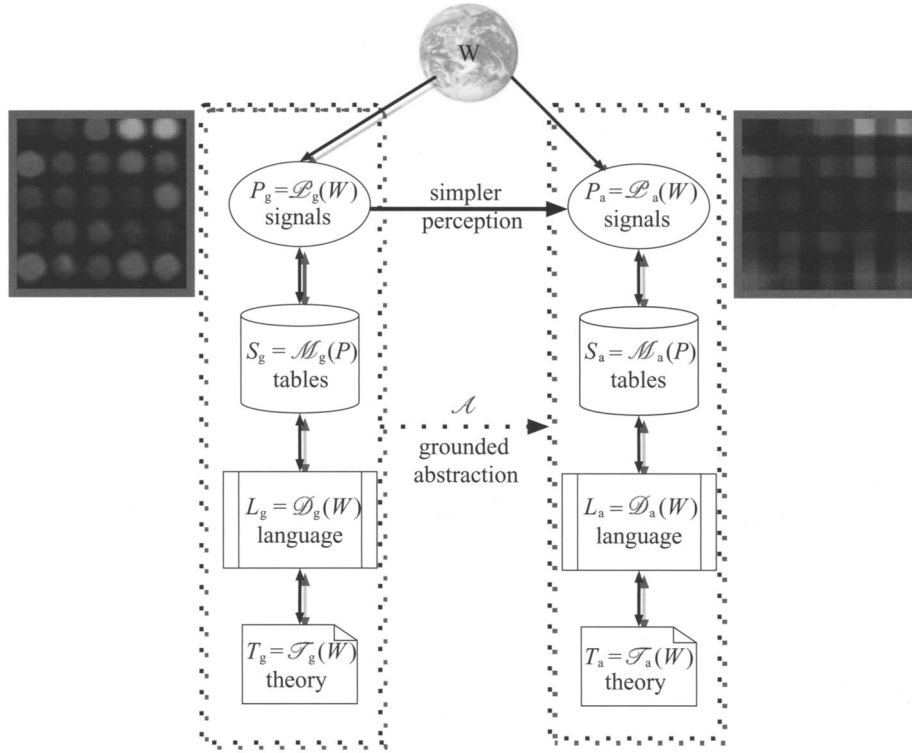 W
P_g = 𝒫_g(W)
signals
simpler
perception
P_a = 𝒫_a(W)
signals
S_g = ℳ_g(P)
tables
S_a = ℳ_a(P)
tables
𝒜
grounded
abstraction
L_g = 𝒟_g(W)
language
L_a = 𝒟_a(W)
language
T_g = 𝒯_g(W)
theory
T_a = 𝒯_a(W)
theory